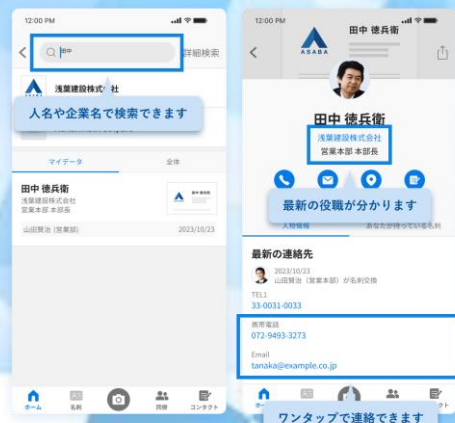 12:00 PM
田中
詳細検索
ASABA
浅葉建設株式会社
人名や企業名で検索できます
マイデータ
全体
田中 徳兵衛
浅葉建設株式会社
営業本部 本部長
山田賢治 (営業部)
2023/10/23
ホーム
名刺
同僚
コンタクト
12:00 PM
田中 徳兵衛
ASABA
田中 徳兵衛
浅葉建設株式会社
営業本部 本部長
最新の役職が分かります
人物情報
あなたが持っている名刺
最新の連絡先
2023/10/23
山田賢治（営業本部）が名刺交換
TEL1
33-0031-0033
携帯電話
072-9493-3273
Email
tanaka@example.co.jp
ワンタップで連絡できます